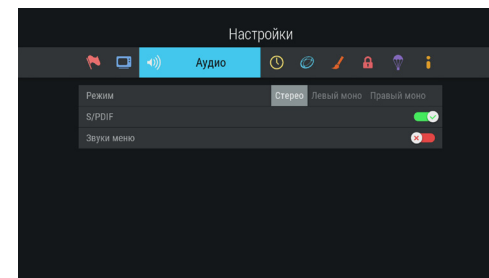 Настройки
Аудио
Режим Стерео Левый моно Правый моно
S/PDIF
Звуки меню